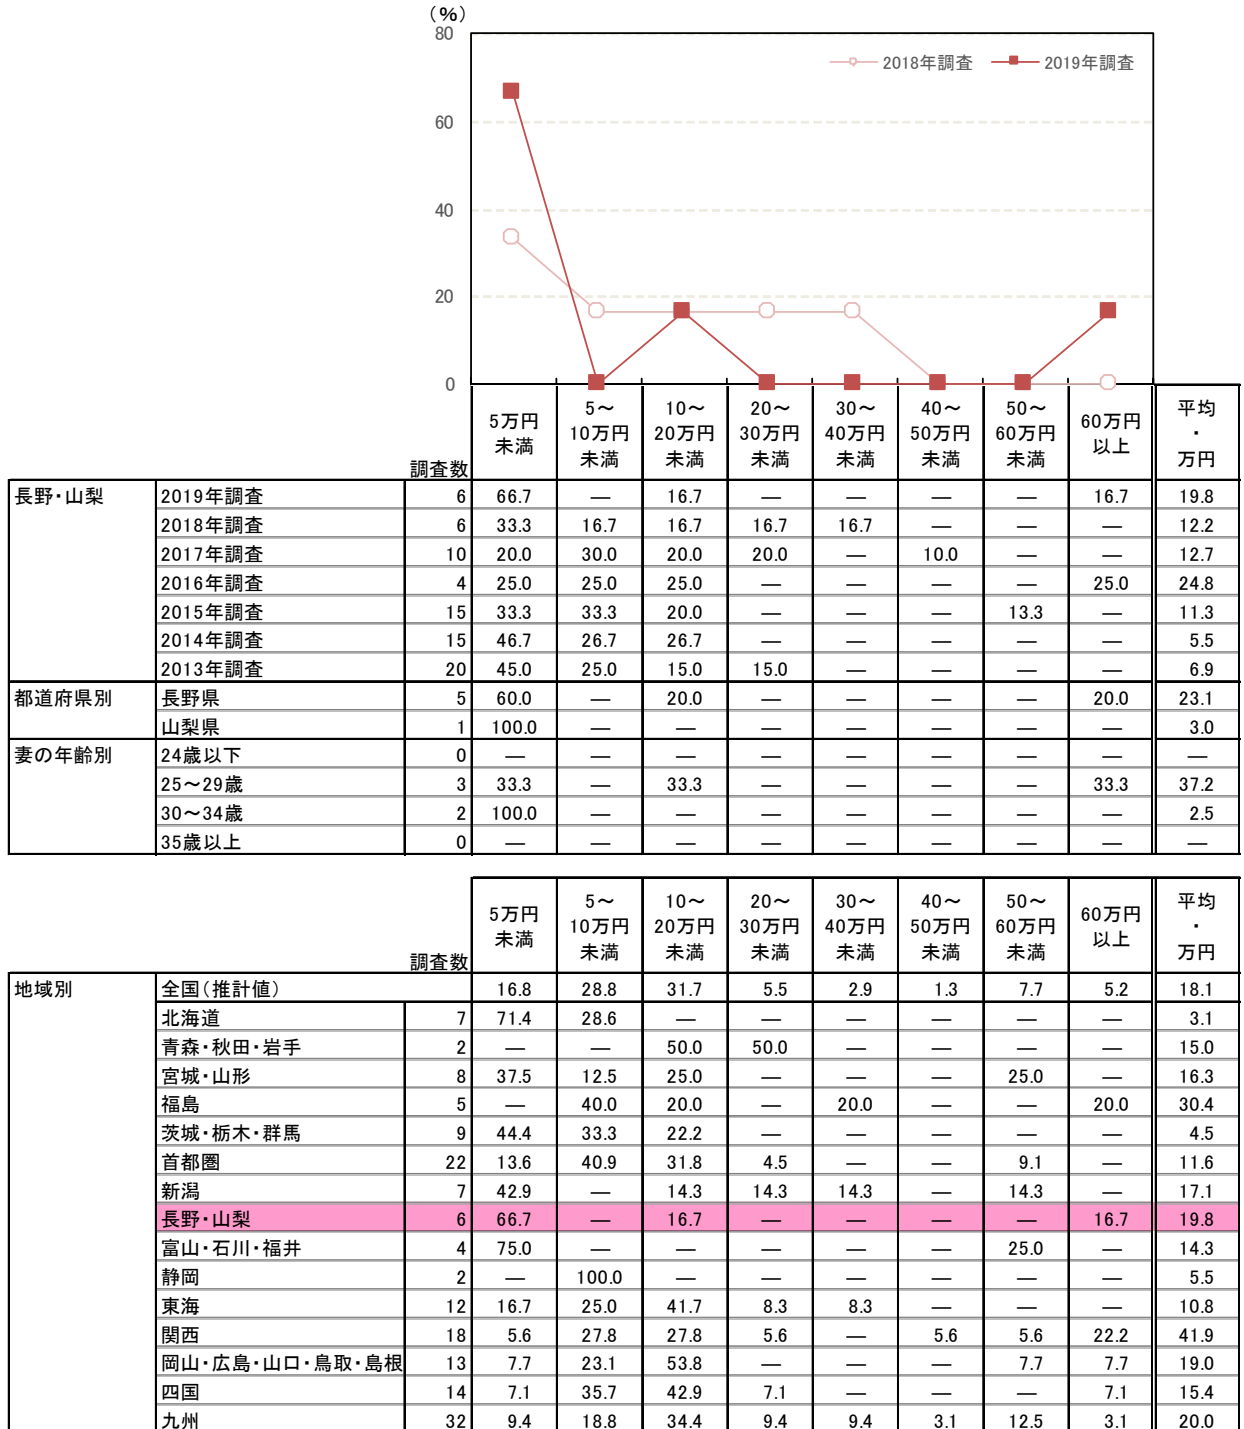 (%)
80
2018年調査 2019年調査
60
40
20
0
調査数 5万円未満 5～10万円未満 10～20万円未満 20～30万円未満 30～40万円未満 40～50万円未満 50～60万円未満 60万円以上 平均・万円
長野・山梨 2019年調査 6 66.7 ― 16.7 ― ― ― ― 16.7 19.8
2018年調査 6 33.3 16.7 16.7 16.7 16.7 ― ― ― 12.2
2017年調査 10 20.0 30.0 20.0 20.0 ― 10.0 ― ― 12.7
2016年調査 4 25.0 25.0 25.0 ― ― ― ― 25.0 24.8
2015年調査 15 33.3 33.3 20.0 ― ― ― 13.3 ― 11.3
2014年調査 15 46.7 26.7 26.7 ― ― ― ― ― 5.5
2013年調査 20 45.0 25.0 15.0 15.0 ― ― ― ― 6.9
都道府県別 長野県 5 60.0 ― 20.0 ― ― ― ― 20.0 23.1
山梨県 1 100.0 ― ― ― ― ― ― ― 3.0
妻の年齢別 24歳以下 0 ― ― ― ― ― ― ― ― ―
25～29歳 3 33.3 ― 33.3 ― ― ― ― 33.3 37.2
30～34歳 2 100.0 ― ― ― ― ― ― ― 2.5
35歳以上 0 ― ― ― ― ― ― ― ― ―
調査数 5万円未満 5～10万円未満 10～20万円未満 20～30万円未満 30～40万円未満 40～50万円未満 50～60万円未満 60万円以上 平均・万円
地域別 全国(推計値) 16.8 28.8 31.7 5.5 2.9 1.3 7.7 5.2 18.1
北海道 7 71.4 28.6 ― ― ― ― ― ― 3.1
青森・秋田・岩手 2 ― ― 50.0 50.0 ― ― ― ― 15.0
宮城・山形 8 37.5 12.5 25.0 ― ― ― 25.0 ― 16.3
福島 5 ― 40.0 20.0 ― 20.0 ― ― 20.0 30.4
茨城・栃木・群馬 9 44.4 33.3 22.2 ― ― ― ― ― 4.5
首都圏 22 13.6 40.9 31.8 4.5 ― ― 9.1 ― 11.6
新潟 7 42.9 ― 14.3 14.3 14.3 ― 14.3 ― 17.1
長野・山梨 6 66.7 ― 16.7 ― ― ― ― 16.7 19.8
富山・石川・福井 4 75.0 ― ― ― ― ― 25.0 ― 14.3
静岡 2 ― 100.0 ― ― ― ― ― ― 5.5
東海 12 16.7 25.0 41.7 8.3 8.3 ― ― ― 10.8
関西 18 5.6 27.8 27.8 5.6 ― 5.6 5.6 22.2 41.9
岡山・広島・山口・鳥取・島根 13 7.7 23.1 53.8 ― ― ― 7.7 7.7 19.0
四国 14 7.1 35.7 42.9 7.1 ― ― ― 7.1 15.4
九州 32 9.4 18.8 34.4 9.4 9.4 3.1 12.5 3.1 20.0